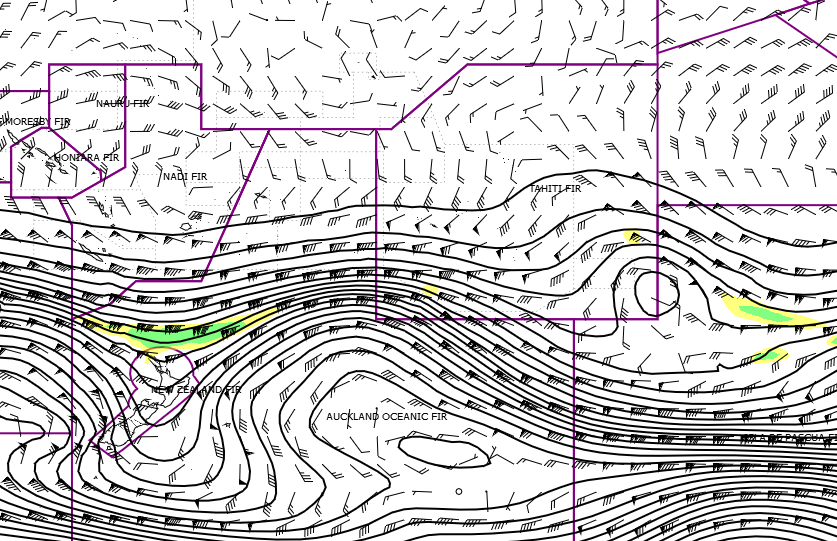 NAURU FIR
MORESBY FIR
HONIARA FIR
NADI FIR
TAHITI FIR
NEW ZEALAND FIR
AUCKLAND OCEANIC FIR